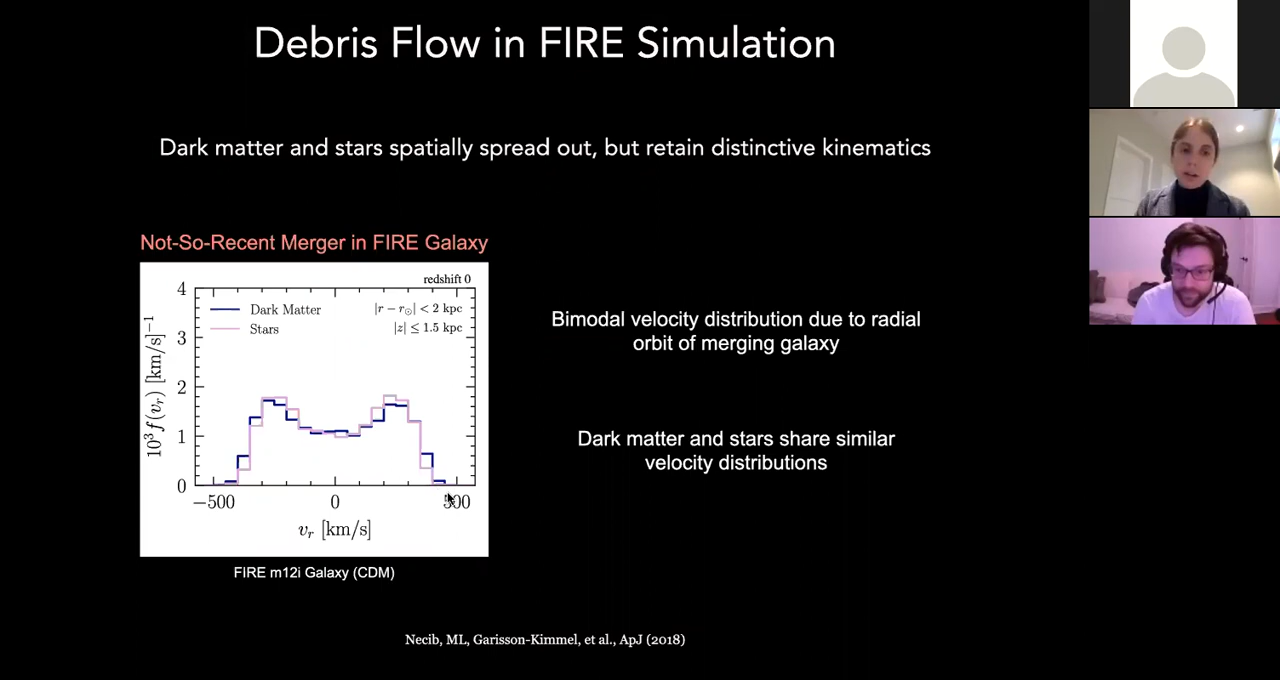 Debris Flow in FIRE Simulation
Dark matter and stars spatially spread out, but retain distinctive kinematics
Not-So-Recent Merger in FIRE Galaxy
redshift 0
Dark Matter
Stars
|r − r⊙| < 2 kpc
|z| ≤ 1.5 kpc
4
3
2
1
0
10³ f(vᵣ) [km/s]⁻¹
−500 0 500
vᵣ [km/s]
FIRE m12i Galaxy (CDM)
Bimodal velocity distribution due to radial
orbit of merging galaxy
Dark matter and stars share similar
velocity distributions
Necib, ML, Garisson-Kimmel, et al., ApJ (2018)